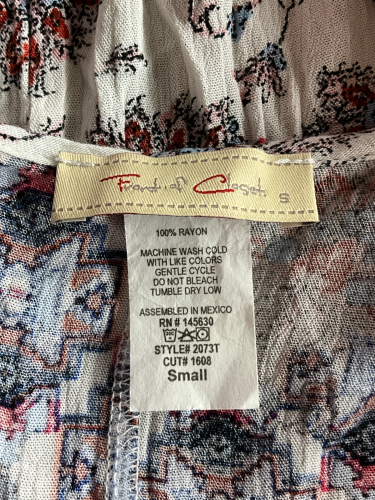 Front of Closet. S
100% RAYON
MACHINE WASH COLD
WITH LIKE COLORS
GENTLE CYCLE
DO NOT BLEACH
TUMBLE DRY LOW
ASSEMBLED IN MEXICO
RN # 145630
STYLE# 2073T
CUT# 1608
Small